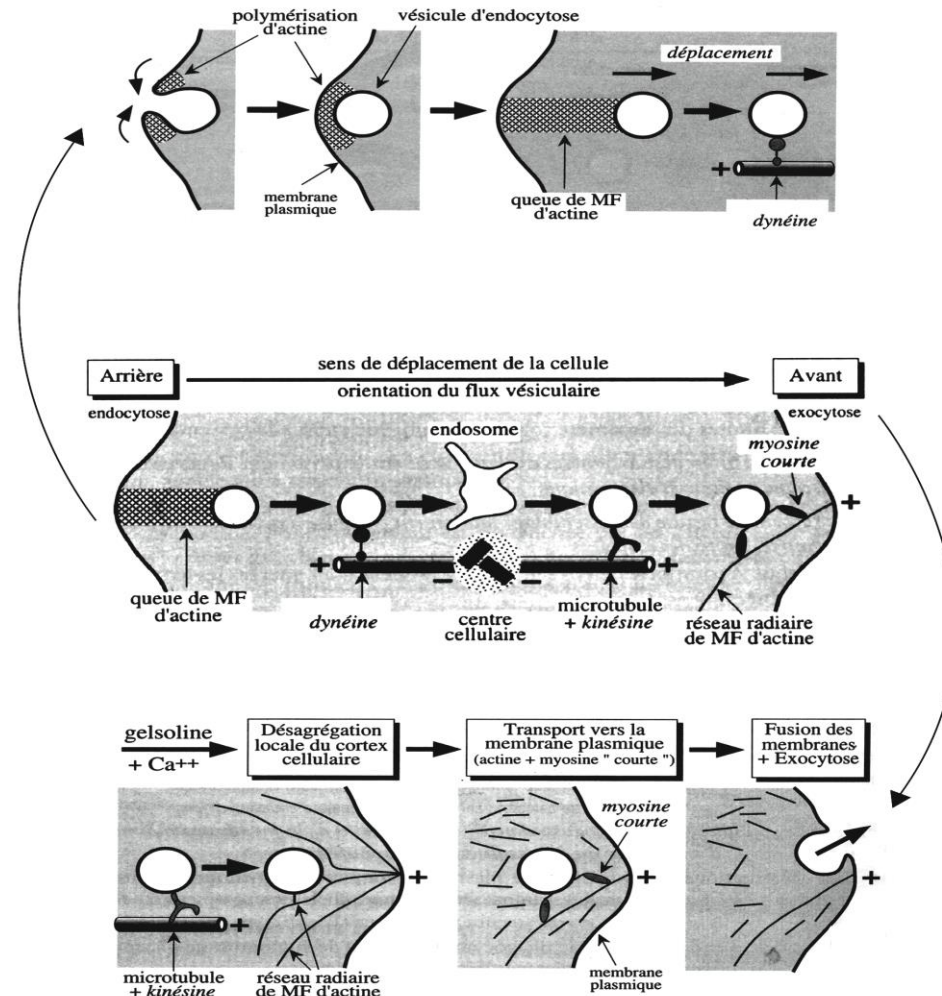 polymérisation
d'actine
vésicule d'endocytose
déplacement
membrane
plasmique
queue de MF
d'actine
+
dynéine
Arrière
sens de déplacement de la cellule
orientation du flux vésiculaire
Avant
endocytose
exocytose
endosome
myosine
courte
+
+
–
–
+
queue de MF
d'actine
dynéine
centre
cellulaire
microtubule
+ kinésine
réseau radiaire
de MF d'actine
gelsoline
+ Ca++
Désagrégation
locale du cortex
cellulaire
Transport vers la
membrane plasmique
(actine + myosine " courte ")
Fusion des
membranes
+ Exocytose
myosine
courte
+
+
+
+
microtubule
+ kinésine
réseau radiaire
de MF d'actine
membrane
plasmique